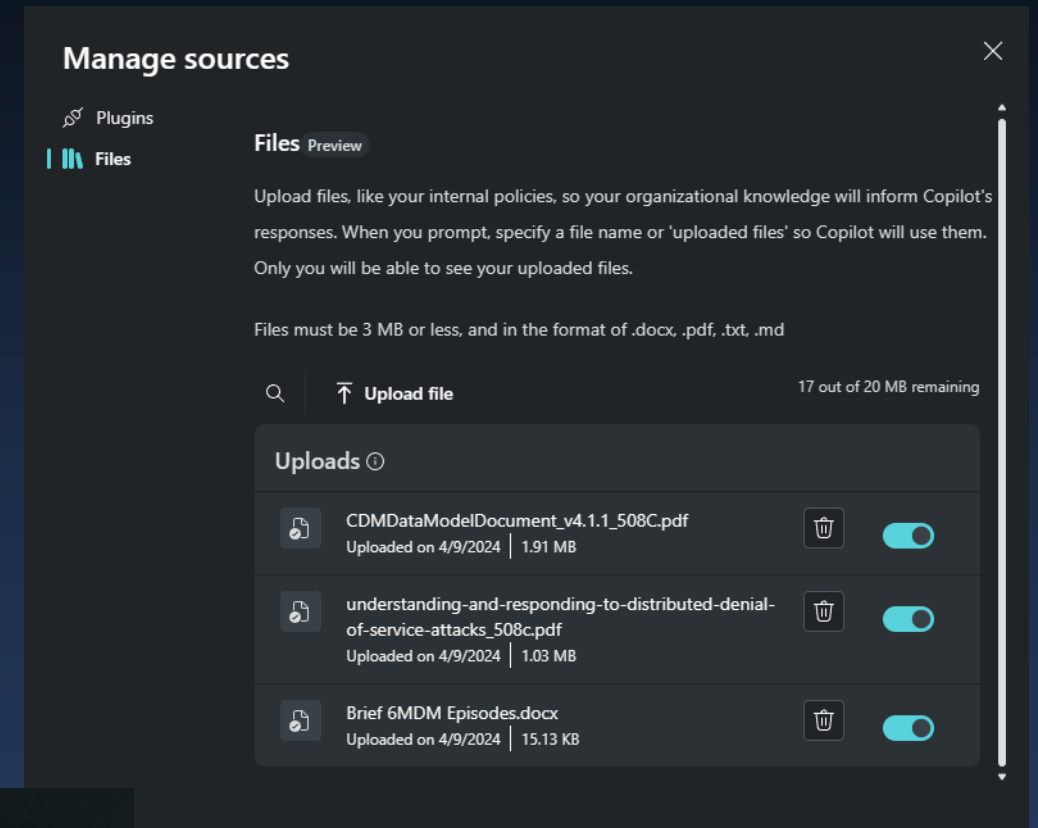 Manage sources
Plugins
Files
Files Preview
Upload files, like your internal policies, so your organizational knowledge will inform Copilot's
responses. When you prompt, specify a file name or 'uploaded files' so Copilot will use them.
Only you will be able to see your uploaded files.
Files must be 3 MB or less, and in the format of .docx, .pdf, .txt, .md
Upload file
17 out of 20 MB remaining
Uploads
CDMDataModelDocument_v4.1.1_508C.pdf
Uploaded on 4/9/2024 | 1.91 MB
understanding-and-responding-to-distributed-denial-
of-service-attacks_508c.pdf
Uploaded on 4/9/2024 | 1.03 MB
Brief 6MDM Episodes.docx
Uploaded on 4/9/2024 | 15.13 KB